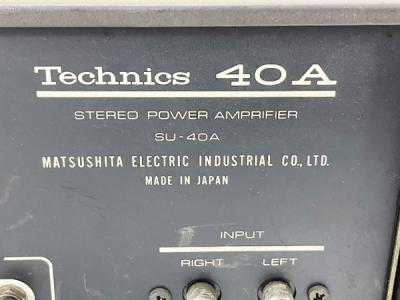 Technics 40A
STEREO POWER AMPRIFIER
SU-40A
MATSUSHITA ELECTRIC INDUSTRIAL CO., LTD.
MADE IN JAPAN
INPUT
RIGHT LEFT